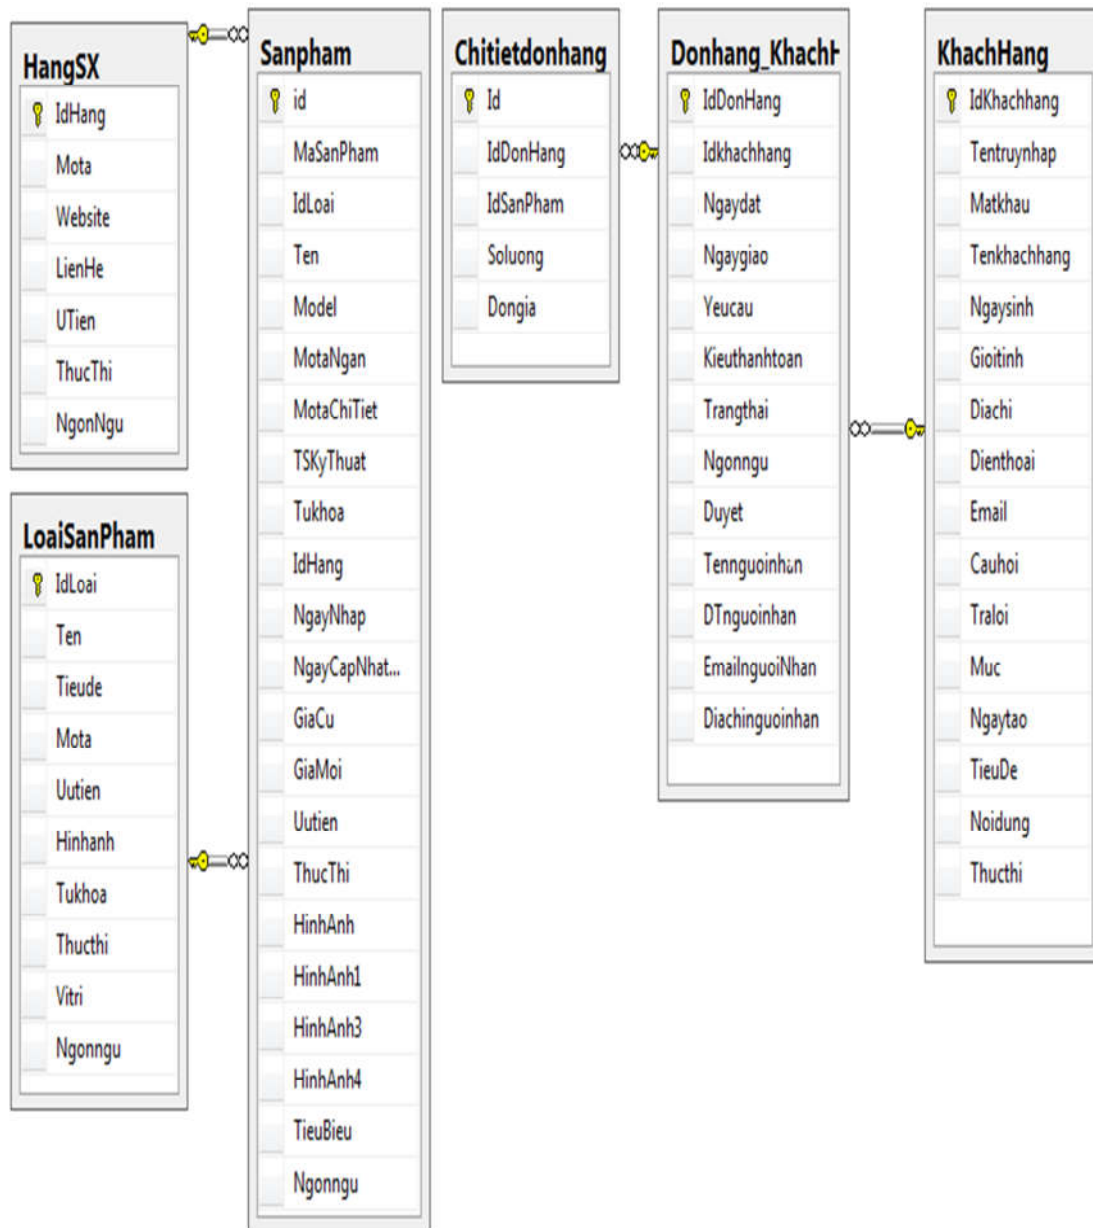 HangSX
IdHang
Mota
Website
LienHe
UTien
ThucThi
NgonNgu
LoaiSanPham
IdLoai
Ten
Tieude
Mota
Uutien
Hinhanh
Tukhoa
Thucthi
Vitri
Ngonngu
Sanpham
id
MaSanPham
IdLoai
Ten
Model
MotaNgan
MotaChiTiet
TSKyThuat
Tukhoa
IdHang
NgayNhap
NgayCapNhat...
GiaCu
GiaMoi
Uutien
ThucThi
HinhAnh
HinhAnh1
HinhAnh3
HinhAnh4
TieuBieu
Ngonngu
Chitietdonhang
Id
IdDonHang
IdSanPham
Soluong
Dongia
Donhang_KhachH
IdDonHang
Idkhachhang
Ngaydat
Ngaygiao
Yeucau
Kieuthanhtoan
Trangthai
Ngonngu
Duyet
Tennguoinhan
DTnguoinhan
EmailnguoiNhan
Diachinguoinhan
KhachHang
IdKhachhang
Tentruynhap
Matkhau
Tenkhachhang
Ngaysinh
Gioitinh
Diachi
Dienthoai
Email
Cauhoi
Traloi
Muc
Ngaytao
TieuDe
Noidung
Thucthi